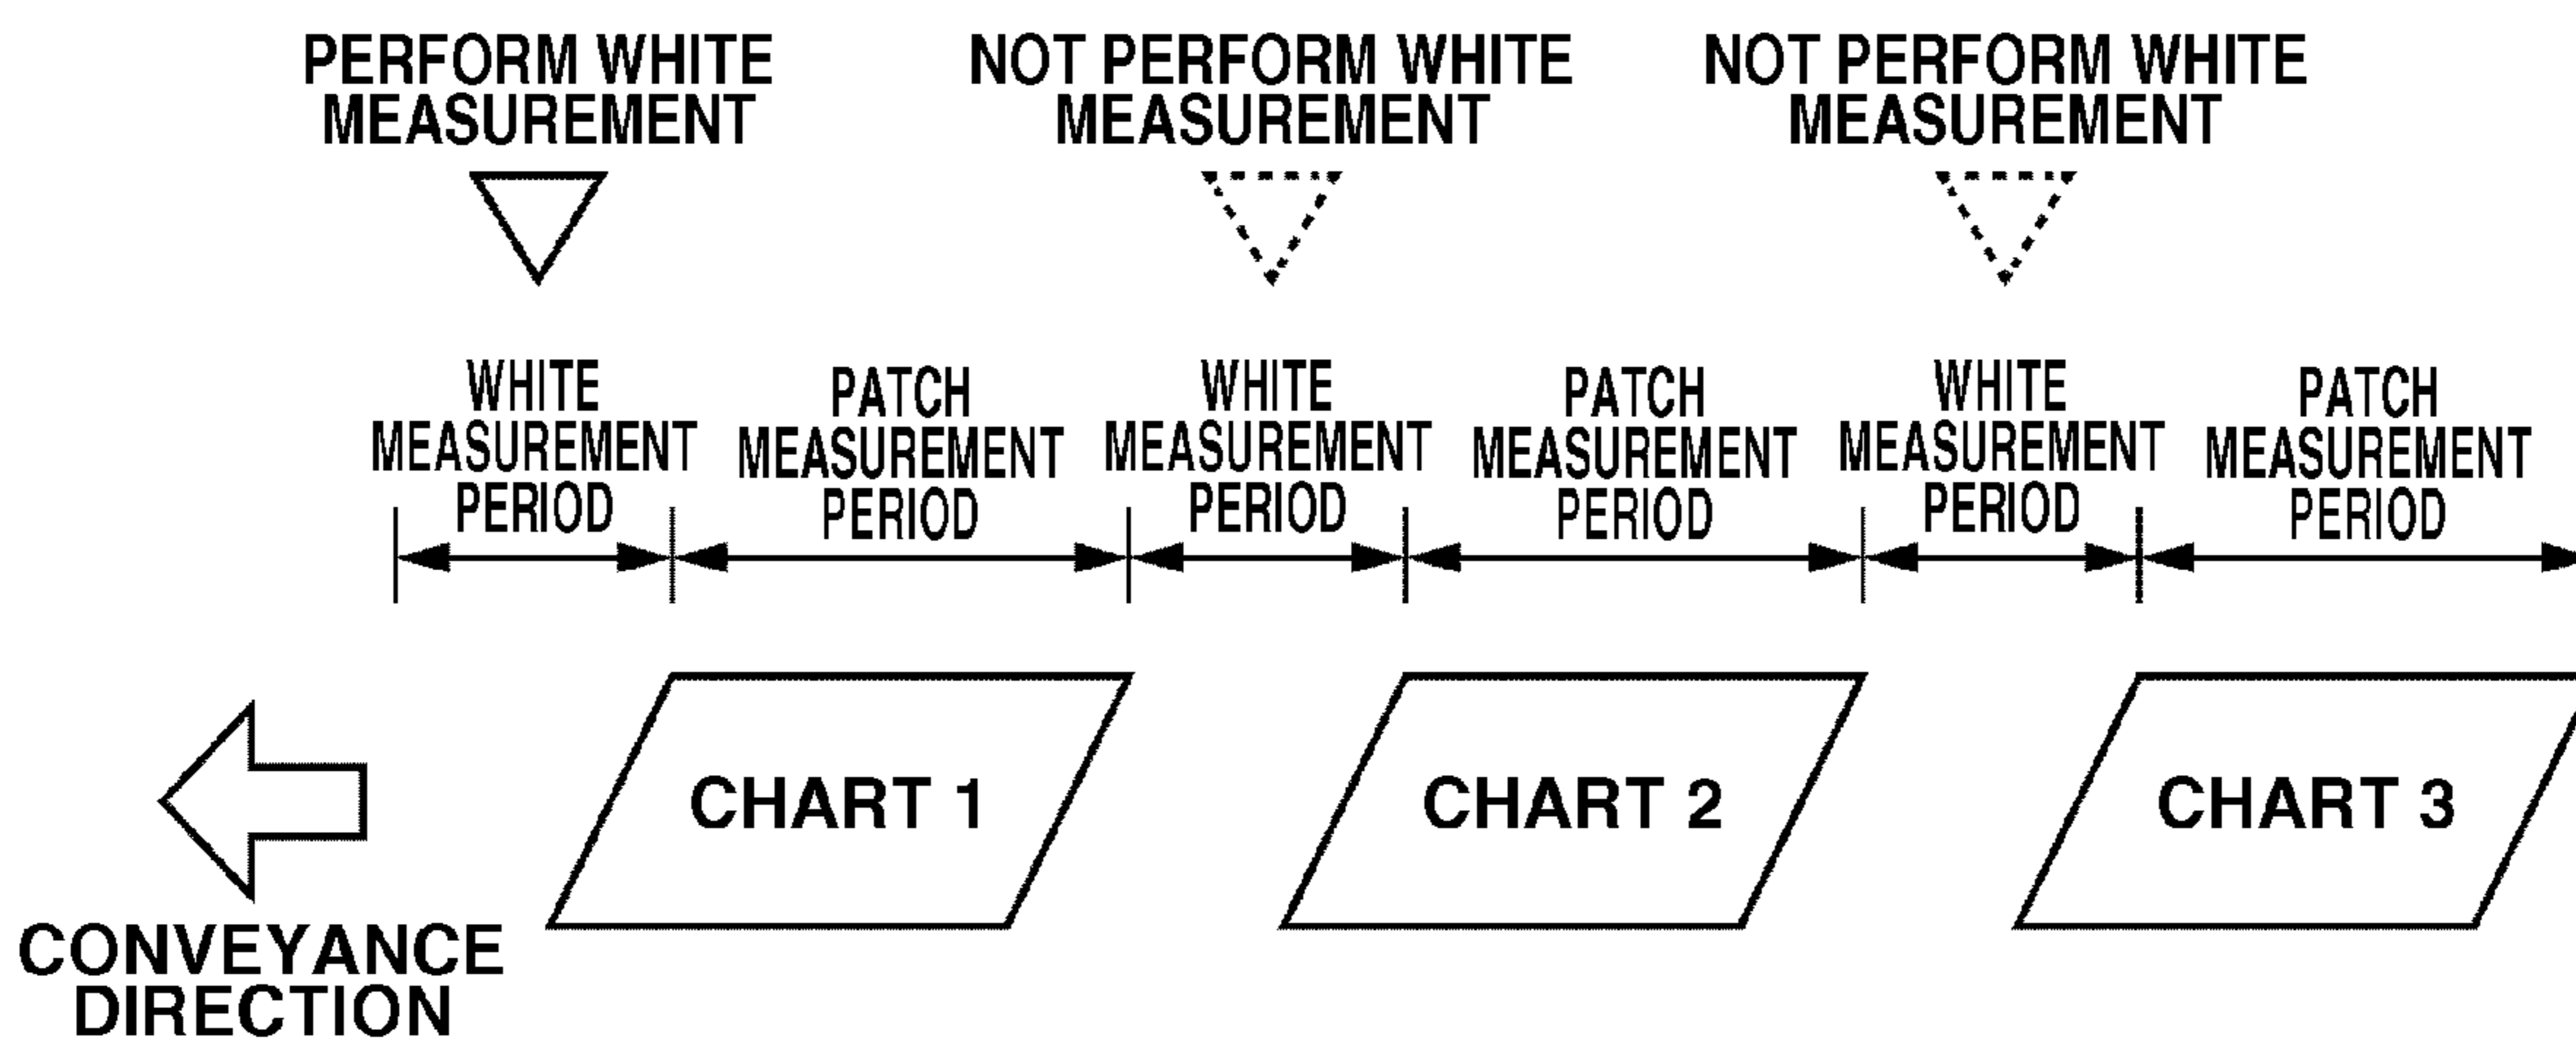 PERFORM WHITE
MEASUREMENT
NOT PERFORM WHITE
MEASUREMENT
NOT PERFORM WHITE
MEASUREMENT
WHITE
MEASUREMENT
PERIOD
PATCH
MEASUREMENT
PERIOD
WHITE
MEASUREMENT
PERIOD
PATCH
MEASUREMENT
PERIOD
WHITE
MEASUREMENT
PERIOD
PATCH
MEASUREMENT
PERIOD
CHART 1
CHART 2
CHART 3
CONVEYANCE
DIRECTION